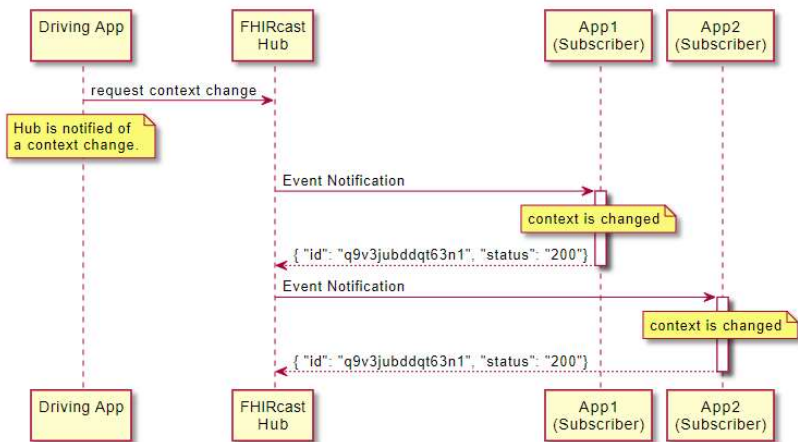 Driving App
FHIRcast
Hub
App1
(Subscriber)
App2
(Subscriber)
request context change
Hub is notified of
a context change.
Event Notification
context is changed
{ "id": "q9v3jubddqt63n1", "status": "200"}
Event Notification
context is changed
{ "id": "q9v3jubddqt63n1", "status": "200"}
Driving App
FHIRcast
Hub
App1
(Subscriber)
App2
(Subscriber)